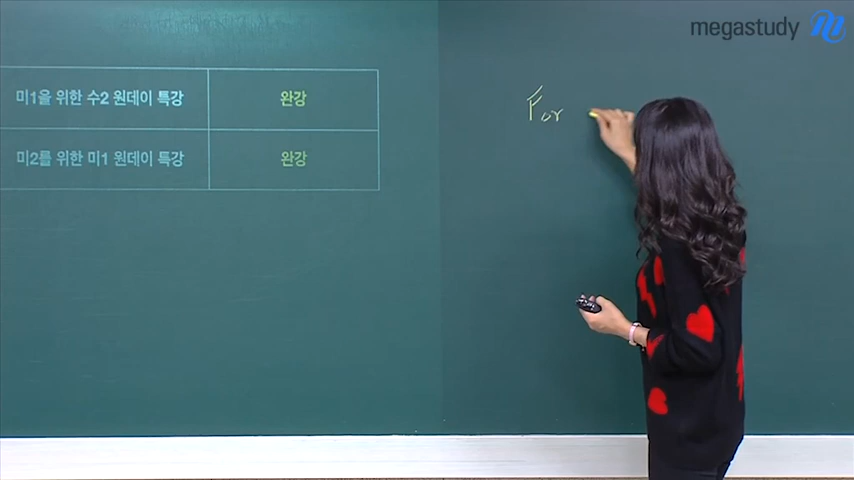 megastudy
미1을 위한 수2 원데이 특강 완강
미2를 위한 미1 원데이 특강 완강
For